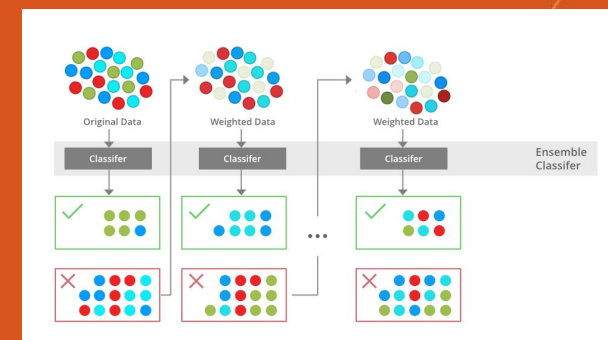 Original Data
Weighted Data
Weighted Data
Classifer
Classifer
Classifer
Ensemble
Classifer
...